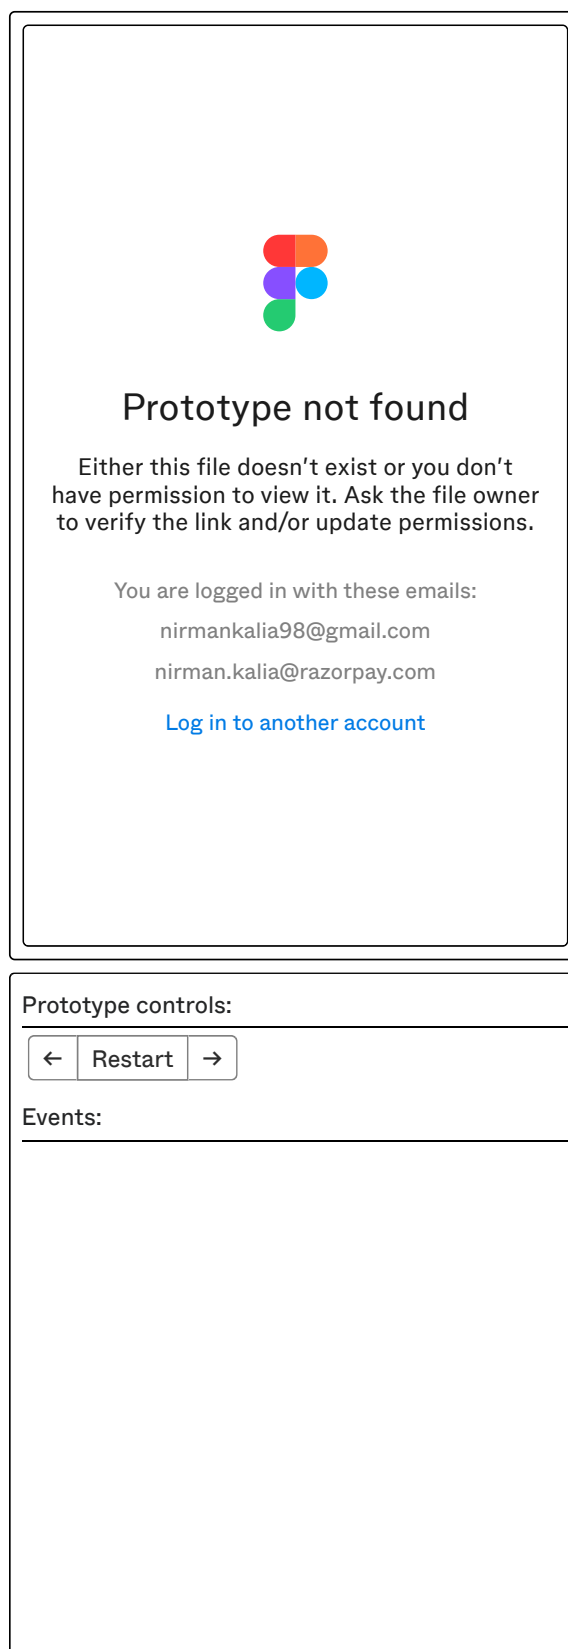 Prototype not found
Either this file doesn't exist or you don't
have permission to view it. Ask the file owner
to verify the link and/or update permissions.
You are logged in with these emails:
nirmankalia98@gmail.com
nirman.kalia@razorpay.com
Log in to another account
Prototype controls:
← Restart →
Events: